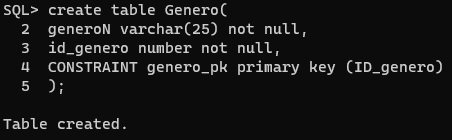 SQL> create table Genero(
  2  generoN varchar(25) not null,
  3  id_genero number not null,
  4  CONSTRAINT genero_pk primary key (ID_genero)
  5  );
Table created.